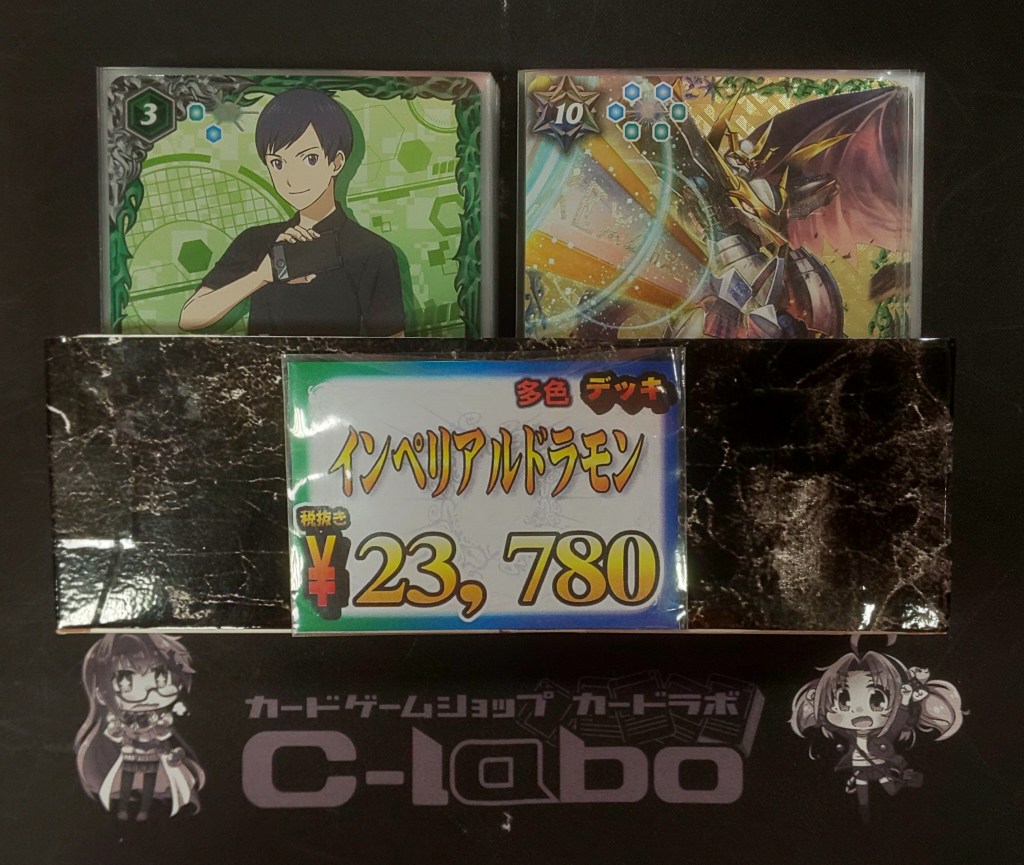 3
10
多色 デッキ
インペリアルドラモン
税抜き
¥23,780
カードゲームショップ カードラボ
C-labo